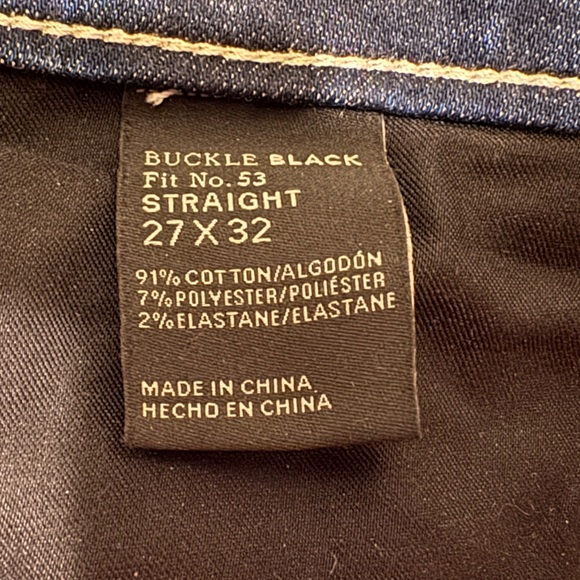 BUCKLE BLACK
Fit No. 53
STRAIGHT
27 X 32
91% COTTON/ALGODÓN
7% POLYESTER/POLIÉSTER
2% ELASTANE/ELASTANE
MADE IN CHINA
HECHO EN CHINA